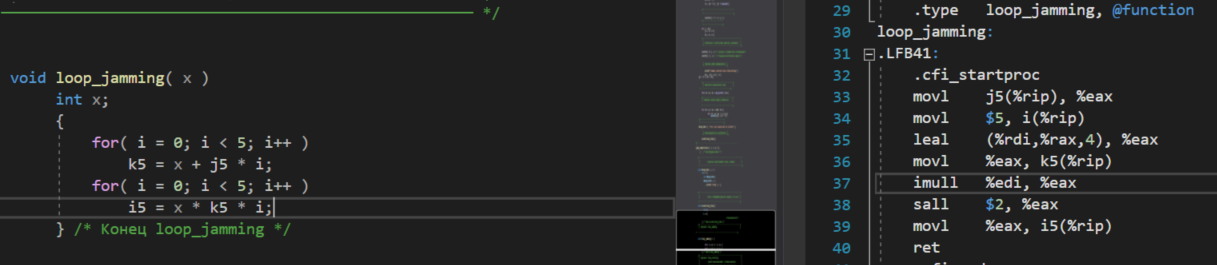 */
void loop_jamming( x )
int x;
{
for( i = 0; i < 5; i++ )
k5 = x + j5 * i;
for( i = 0; i < 5; i++ )
i5 = x * k5 * i;
} /* Конец loop_jamming */
29 .type loop_jamming, @function
30 loop_jamming:
31 .LFB41:
32 .cfi_startproc
33 movl j5(%rip), %eax
34 movl $5, i(%rip)
35 leal (%rdi,%rax,4), %eax
36 movl %eax, k5(%rip)
37 imull %edi, %eax
38 sall $2, %eax
39 movl %eax, i5(%rip)
40 ret